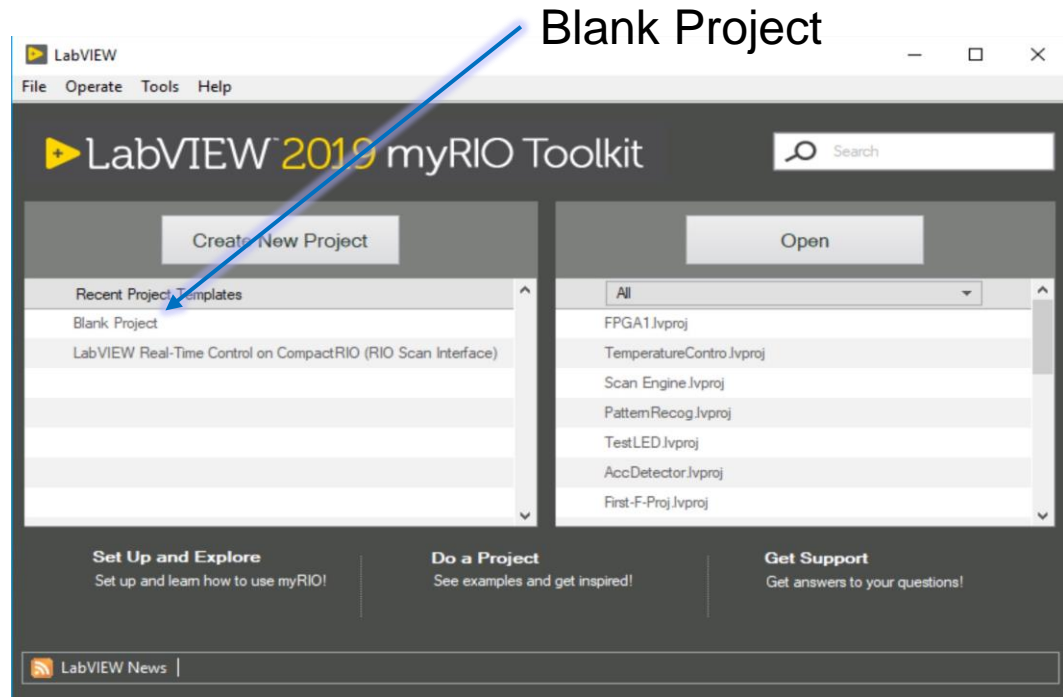 Blank Project
LabVIEW
File Operate Tools Help
LabVIEW™ 2019 myRIO Toolkit
Search
Create New Project
Open
Recent Project Templates
All
Blank Project
FPGA1.lvproj
LabVIEW Real-Time Control on CompactRIO (RIO Scan Interface)
TemperatureContro.lvproj
Scan Engine.lvproj
PatternRecog.lvproj
TestLED.lvproj
AccDetector.lvproj
First-F-Proj.lvproj
Set Up and Explore
Set up and learn how to use myRIO!
Do a Project
See examples and get inspired!
Get Support
Get answers to your questions!
LabVIEW News